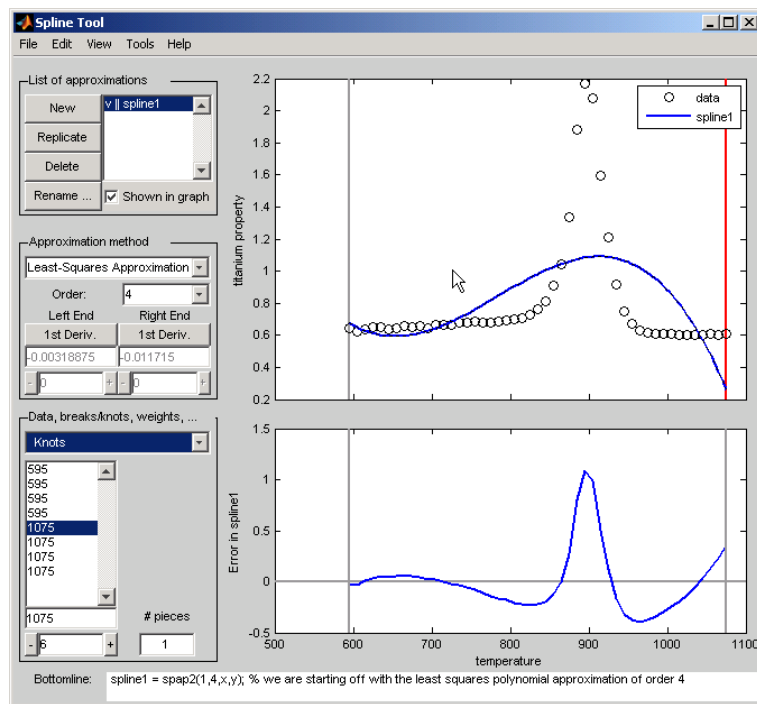 Spline Tool
File Edit View Tools Help
List of approximations
New
Replicate
Delete
Rename ...
v || spline1
Shown in graph
Approximation method
Least-Squares Approximation
Order: 4
Left End Right End
1st Deriv. 1st Deriv.
-0.00318875 -0.011715
- 0 + - 0 +
Data, breaks/knots, weights, ...
Knots
595
595
595
595
1075
1075
1075
1075
1075
# pieces
- 6 + 1
2.2
2
1.8
1.6
1.4
1.2
1
0.8
0.6
0.4
0.2
titanium property
data
spline1
1.5
1
0.5
0
-0.5
Error in spline1
500 600 700 800 900 1000 1100
temperature
Bottomline: spline1 = spap2(1,4,x,y); % we are starting off with the least squares polynomial approximation of order 4